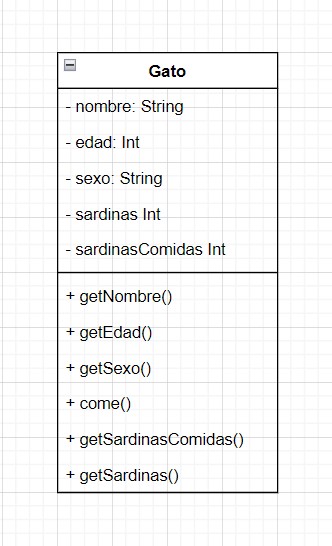 Gato
- nombre: String
- edad: Int
- sexo: String
- sardinas Int
- sardinasComidas Int
+ getNombre()
+ getEdad()
+ getSexo()
+ come()
+ getSardinasComidas()
+ getSardinas()